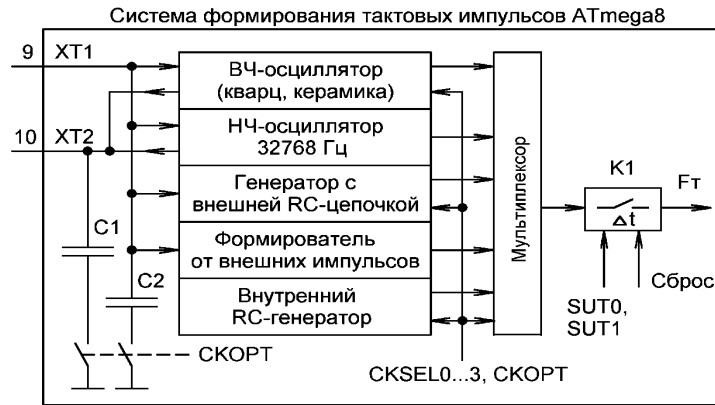 Система формирования тактовых импульсов ATmega8
9 XT1
10 XT2
ВЧ-осциллятор
(кварц, керамика)
НЧ-осциллятор
32768 Гц
Генератор с
внешней RC-цепочкой
Формирователь
от внешних импульсов
Внутренний
RC-генератор
Мультиплексор
K1
Δt
Fт
C1
C2
СКОРТ
CKSEL0...3, СКОРТ
SUT0,
SUT1
Сброс